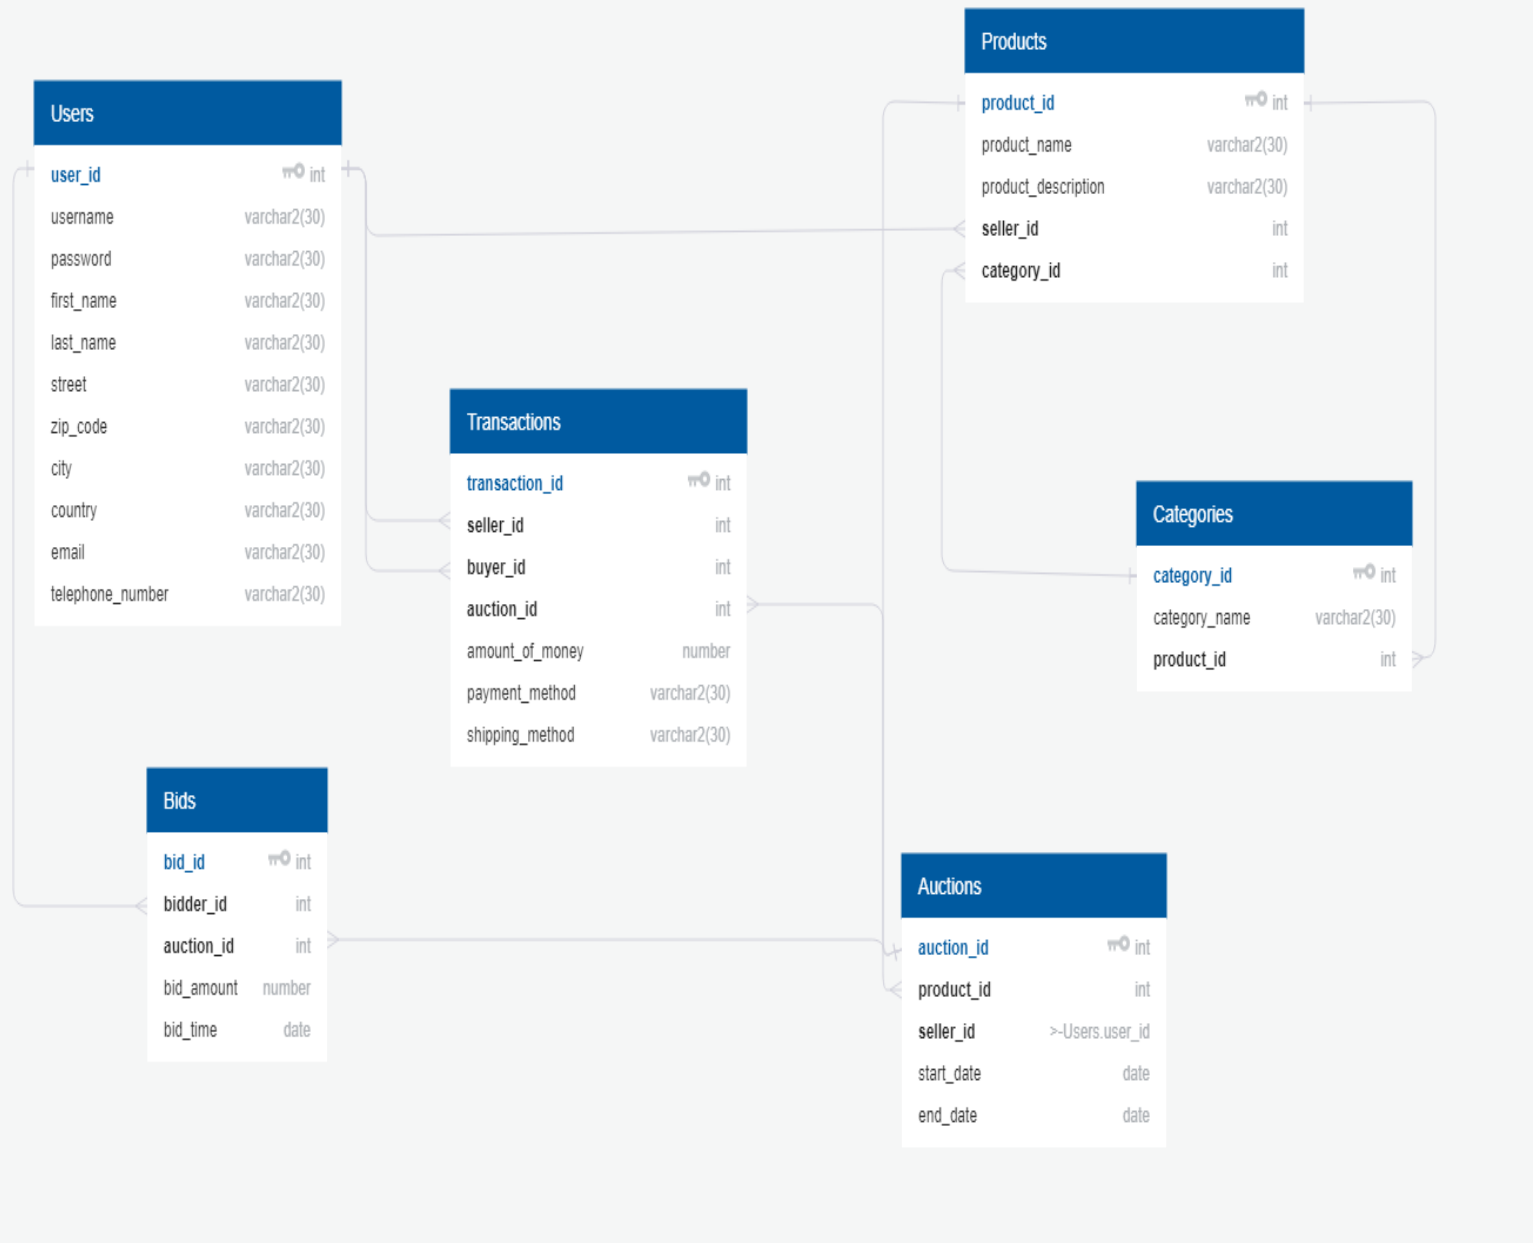 Users
user_id int
username varchar2(30)
password varchar2(30)
first_name varchar2(30)
last_name varchar2(30)
street varchar2(30)
zip_code varchar2(30)
city varchar2(30)
country varchar2(30)
email varchar2(30)
telephone_number varchar2(30)
Products
product_id int
product_name varchar2(30)
product_description varchar2(30)
seller_id int
category_id int
Transactions
transaction_id int
seller_id int
buyer_id int
auction_id int
amount_of_money number
payment_method varchar2(30)
shipping_method varchar2(30)
Categories
category_id int
category_name varchar2(30)
product_id int
Bids
bid_id int
bidder_id int
auction_id int
bid_amount number
bid_time date
Auctions
auction_id int
product_id int
seller_id >-Users.user_id
start_date date
end_date date